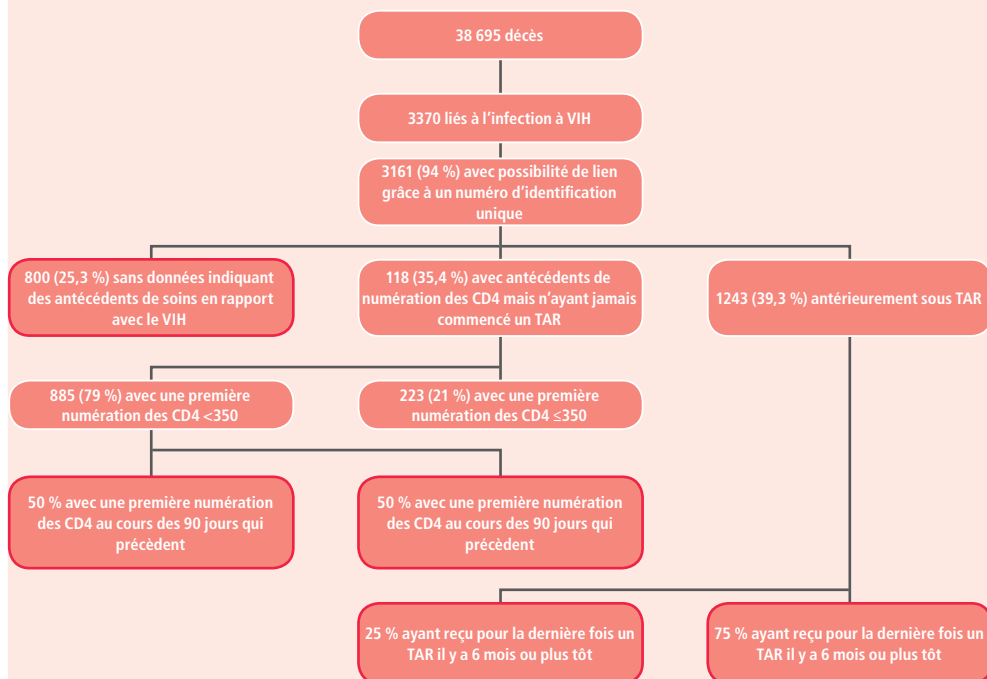 38 695 décès
3370 liés à l’infection à VIH
3161 (94 %) avec possibilité de lien
grâce à un numéro d’identification
unique
800 (25,3 %) sans données indiquant
des antécédents de soins en rapport
avec le VIH
118 (35,4 %) avec antécédents de
numération des CD4 mais n’ayant jamais
commencé un TAR
1243 (39,3 %) antérieurement sous TAR
885 (79 %) avec une première
numération des CD4 <350
223 (21 %) avec une première
numération des CD4 ≤350
50 % avec une première numération
des CD4 au cours des 90 jours qui
précèdent
50 % avec une première numération
des CD4 au cours des 90 jours qui
précèdent
25 % ayant reçu pour la dernière fois un
TAR il y a 6 mois ou plus tôt
75 % ayant reçu pour la dernière fois un
TAR il y a 6 mois ou plus tôt